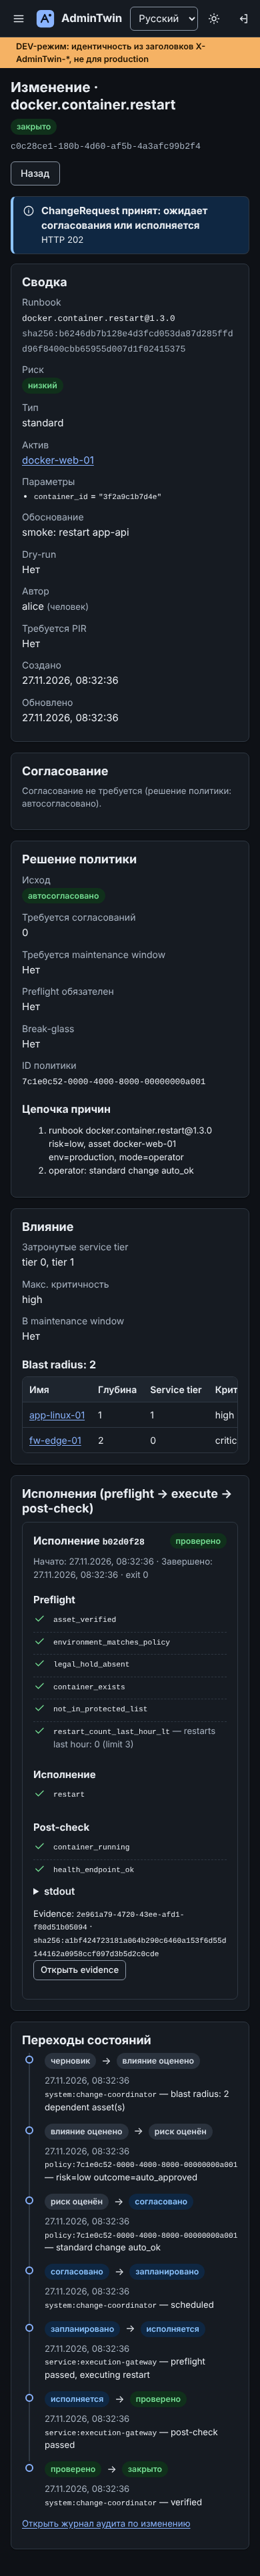 AdminTwin
Русский
DEV-режим: идентичность из заголовков X-
AdminTwin-*, не для production
Изменение ·
docker.container.restart
закрыто
c0c28ce1-180b-4d60-af5b-4a3afc99b2f4
Назад
ChangeRequest принят: ожидает
согласования или исполняется
HTTP 202
Сводка
Runbook
docker.container.restart@1.3.0
sha256:b6246db7b128e4d3fcd053da87d285ffd
d96f8400cbb65955d007d1f02415375
Риск
низкий
Тип
standard
Актив
docker-web-01
Параметры
• container_id = "3f2a9c1b7d4e"
Обоснование
smoke: restart app-api
Dry-run
Нет
Автор
alice (человек)
Требуется PIR
Нет
Создано
27.11.2026, 08:32:36
Обновлено
27.11.2026, 08:32:36
Согласование
Согласование не требуется (решение политики:
автосогласовано).
Решение политики
Исход
автосогласовано
Требуется согласований
0
Требуется maintenance window
Нет
Preflight обязателен
Нет
Break-glass
Нет
ID политики
7c1e0c52-0000-4000-8000-00000000a001
Цепочка причин
1. runbook docker.container.restart@1.3.0
risk=low, asset docker-web-01
env=production, mode=operator
2. operator: standard change auto_ok
Влияние
Затронутые service tier
tier 0, tier 1
Макс. критичность
high
В maintenance window
Нет
Blast radius: 2
Имя Глубина Service tier Крит
app-linux-01 1 1 high
fw-edge-01 2 0 critic
Исполнения (preflight → execute →
post-check)
Исполнение b02d0f28 проверено
Начато: 27.11.2026, 08:32:36 · Завершено:
27.11.2026, 08:32:36 · exit 0
Preflight
asset_verified
environment_matches_policy
legal_hold_absent
container_exists
not_in_protected_list
restart_count_last_hour_lt — restarts
last hour: 0 (limit 3)
Исполнение
restart
Post-check
container_running
health_endpoint_ok
stdout
Evidence: 2e961a79-4720-43ee-afd1-
f80d51b05094 ·
sha256:a1bf424723181a064b290c6460a153f6d55d
144162a0958ccf097d3b5d2c0cde
Открыть evidence
Переходы состояний
черновик → влияние оценено
27.11.2026, 08:32:36
system:change-coordinator — blast radius: 2
dependent asset(s)
влияние оценено → риск оценён
27.11.2026, 08:32:36
policy:7c1e0c52-0000-4000-8000-00000000a001
— risk=low outcome=auto_approved
риск оценён → согласовано
27.11.2026, 08:32:36
policy:7c1e0c52-0000-4000-8000-00000000a001
— standard change auto_ok
согласовано → запланировано
27.11.2026, 08:32:36
system:change-coordinator — scheduled
запланировано → исполняется
27.11.2026, 08:32:36
service:execution-gateway — preflight
passed, executing restart
исполняется → проверено
27.11.2026, 08:32:36
service:execution-gateway — post-check
passed
проверено → закрыто
27.11.2026, 08:32:36
system:change-coordinator — verified
Открыть журнал аудита по изменению